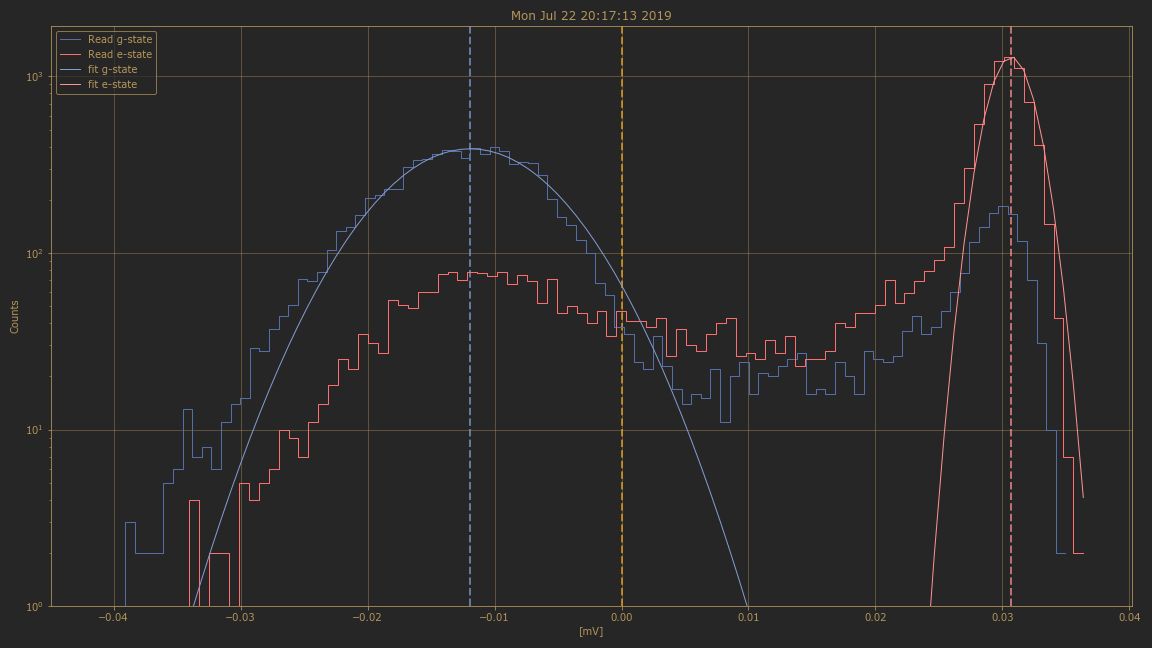 Mon Jul 22 20:17:13 2019
Read g-state
Read e-state
fit g-state
fit e-state
10³
10²
10¹
10⁰
Counts
−0.04 −0.03 −0.02 −0.01 0.00 0.01 0.02 0.03 0.04
[mV]